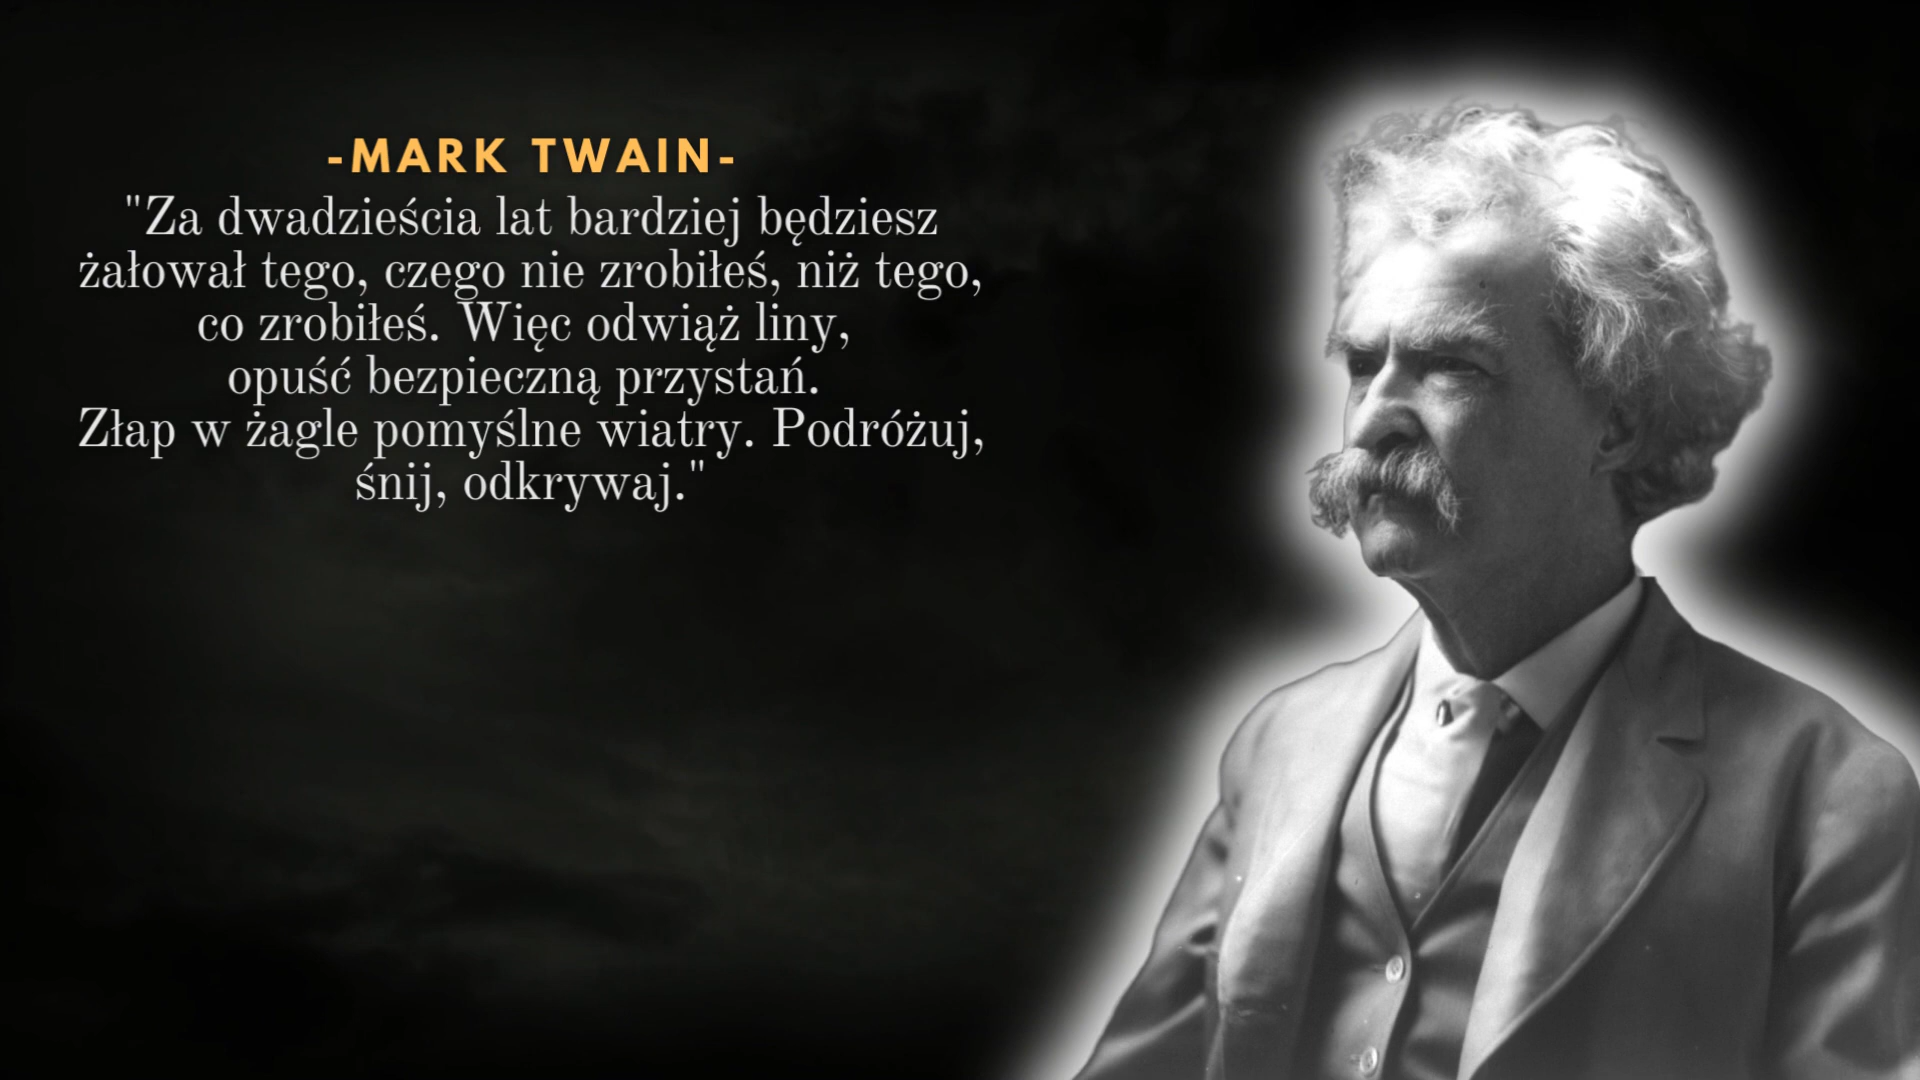 -MARK TWAIN-
"Za dwadzieścia lat bardziej będziesz
żałował tego, czego nie zrobiłeś, niż tego,
co zrobiłeś. Więc odwiąż liny,
opuść bezpieczną przystań.
Złap w żagle pomyślne wiatry. Podróżuj,
śnij, odkrywaj."